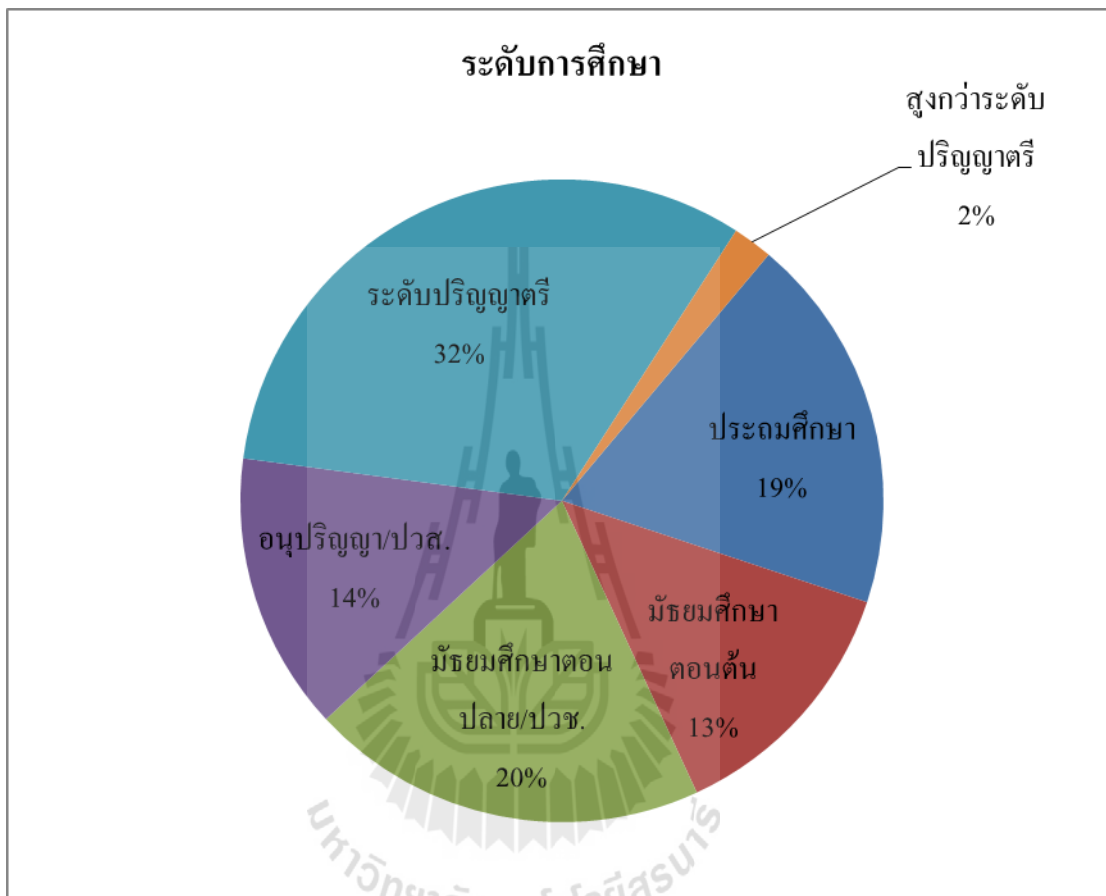 ระดับการศึกษา
สูงกว่าระดับ
ปริญญาตรี
2%
ระดับปริญญาตรี
32%
ประถมศึกษา
19%
อนุปริญญา/ปวส.
14%
มัธยมศึกษา
ตอนต้น
13%
มัธยมศึกษาตอน
ปลาย/ปวช.
20%